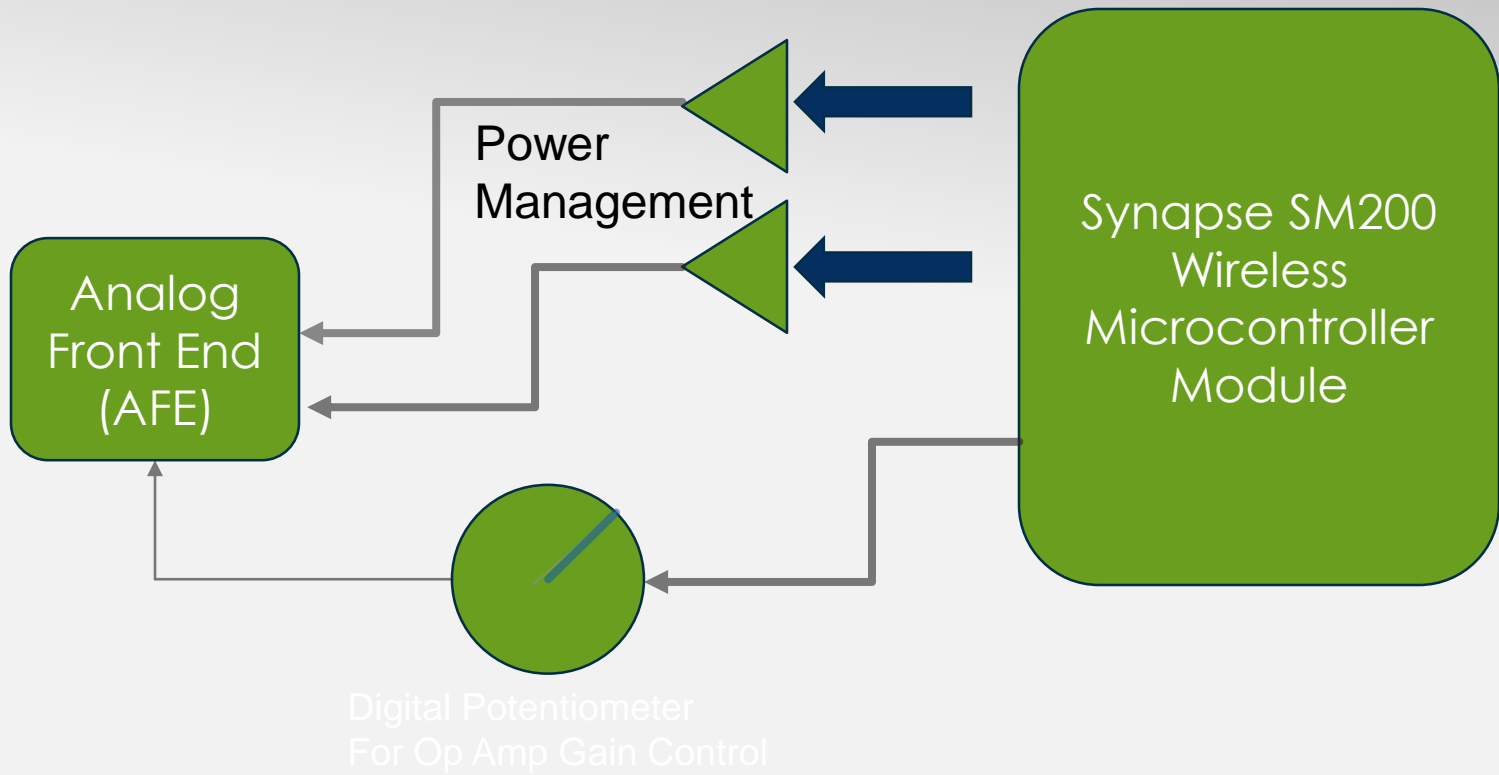 Power
Management
Analog
Front End
(AFE)
Synapse SM200
Wireless
Microcontroller
Module
Digital Potentiometer
For Op Amp Gain Control